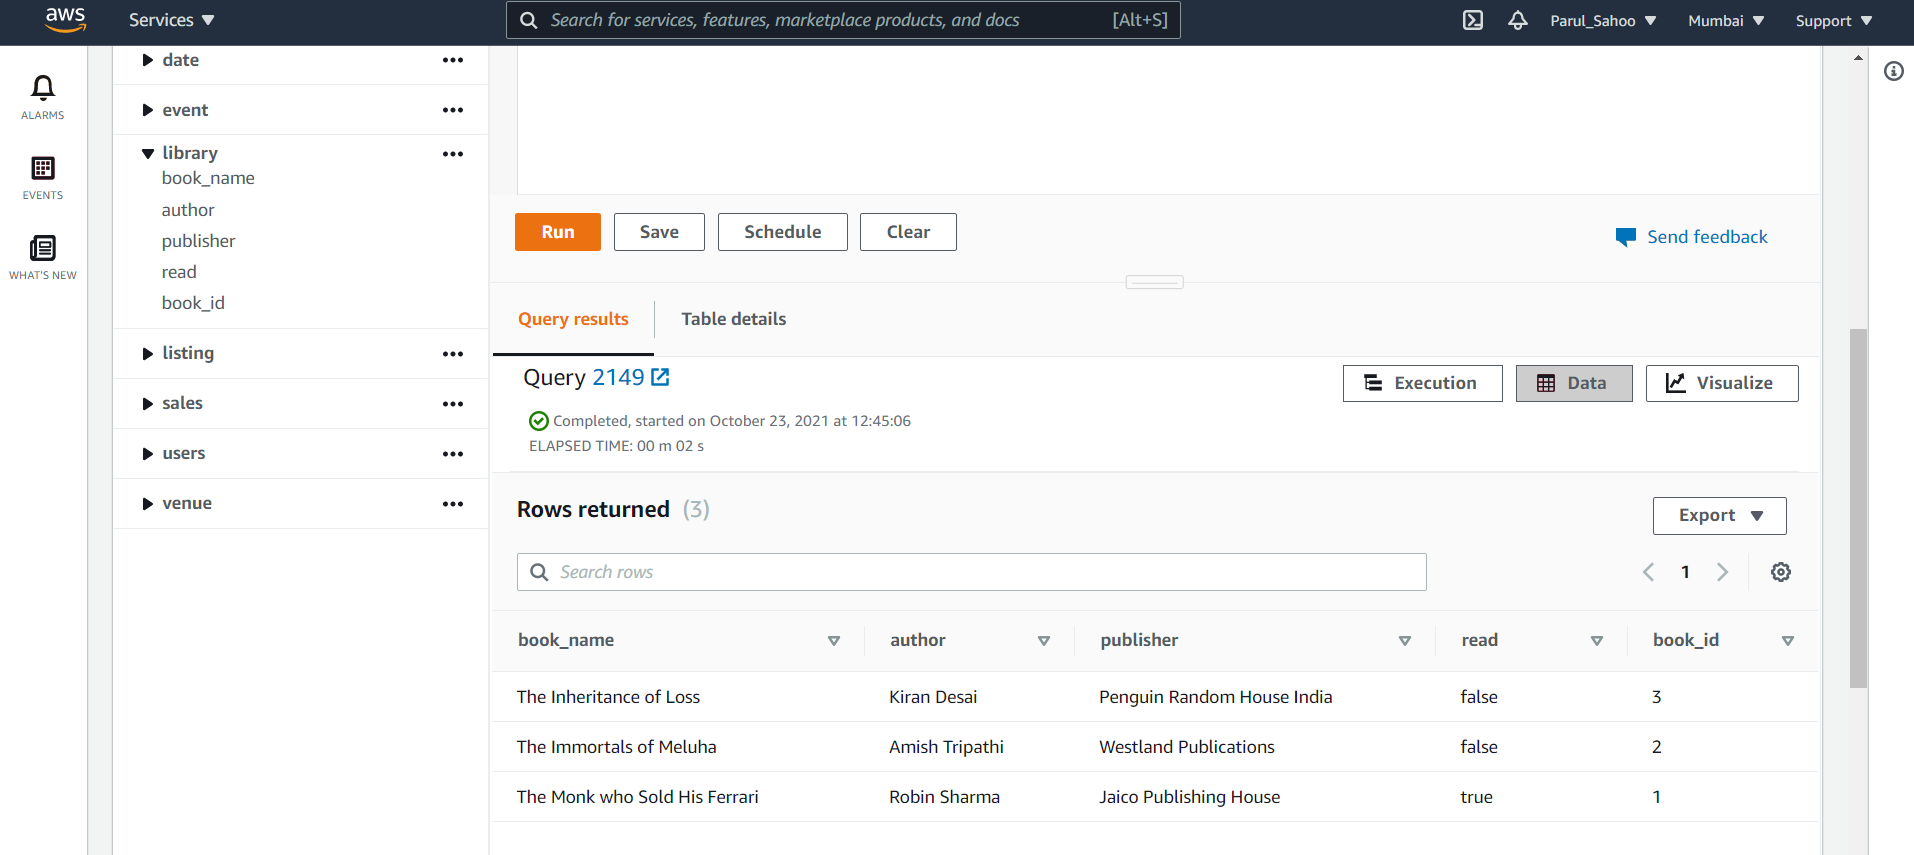 aws Services Search for services, features, marketplace products, and docs [Alt+S] Parul_Sahoo Mumbai Support
ALARMS
EVENTS
WHAT'S NEW
date
event
library
book_name
author
publisher
read
book_id
listing
sales
users
venue
Run Save Schedule Clear Send feedback
Query results Table details
Query 2149 Execution Data Visualize
Completed, started on October 23, 2021 at 12:45:06
ELAPSED TIME: 00 m 02 s
Rows returned (3) Export
Search rows 1
book_name author publisher read book_id
The Inheritance of Loss Kiran Desai Penguin Random House India false 3
The Immortals of Meluha Amish Tripathi Westland Publications false 2
The Monk who Sold His Ferrari Robin Sharma Jaico Publishing House true 1